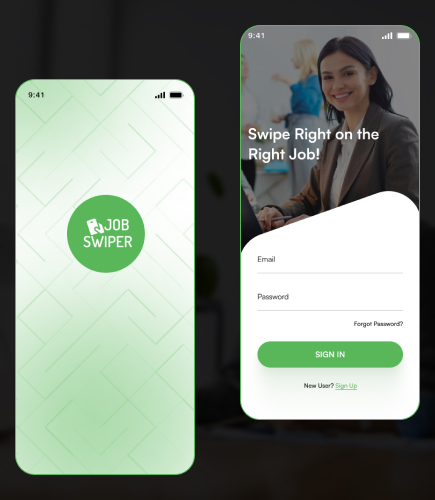 9:41
JOB
SWIPER
9:41
Swipe Right on the
Right Job!
Email
Password
Forgot Password?
SIGN IN
New User? Sign Up